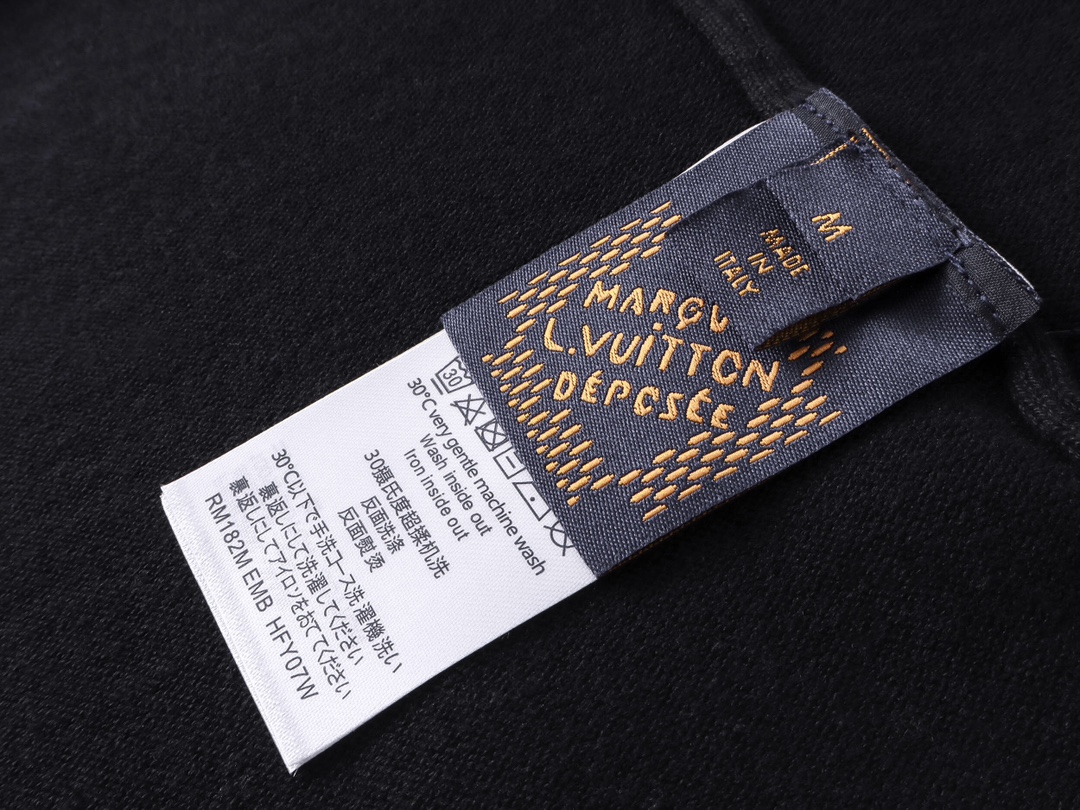 M
MADE
IN
ITALY
MARQU
L.VUITTON
DÉPOSÉE
30
30°C very gentle machine wash
Wash inside out
Iron inside out
30摄氏度超揉机洗
反面洗涤
反面熨烫
30℃以下で手洗コース洗濯機洗い
裏返しにして洗濯してください
裏返しにしてアイロンをおてください
RM182M EMB HFY07W